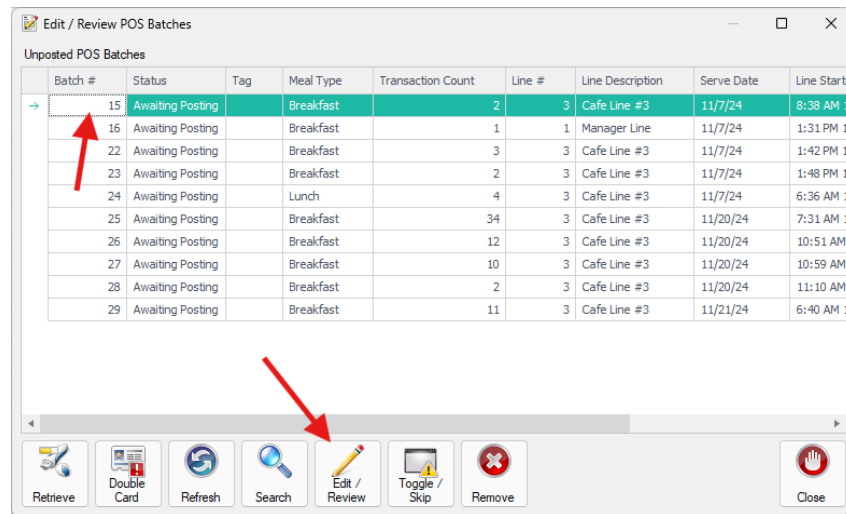 Edit / Review POS Batches
Unposted POS Batches
Batch # Status Tag Meal Type Transaction Count Line # Line Description Serve Date Line Start
15 Awaiting Posting Breakfast 2 3 Cafe Line #3 11/7/24 8:38 AM
16 Awaiting Posting Breakfast 1 1 Manager Line 11/7/24 1:31 PM 1
22 Awaiting Posting Breakfast 3 3 Cafe Line #3 11/7/24 1:42 PM 1
23 Awaiting Posting Breakfast 2 3 Cafe Line #3 11/7/24 1:48 PM 1
24 Awaiting Posting Lunch 4 3 Cafe Line #3 11/7/24 6:36 AM
25 Awaiting Posting Breakfast 34 3 Cafe Line #3 11/20/24 7:31 AM
26 Awaiting Posting Breakfast 12 3 Cafe Line #3 11/20/24 10:51 AM
27 Awaiting Posting Breakfast 10 3 Cafe Line #3 11/20/24 10:59 AM
28 Awaiting Posting Breakfast 2 3 Cafe Line #3 11/20/24 11:10 AM
29 Awaiting Posting Breakfast 11 3 Cafe Line #3 11/21/24 6:40 AM
Retrieve
Double
Card
Refresh
Search
Edit /
Review
Toggle /
Skip
Remove
Close